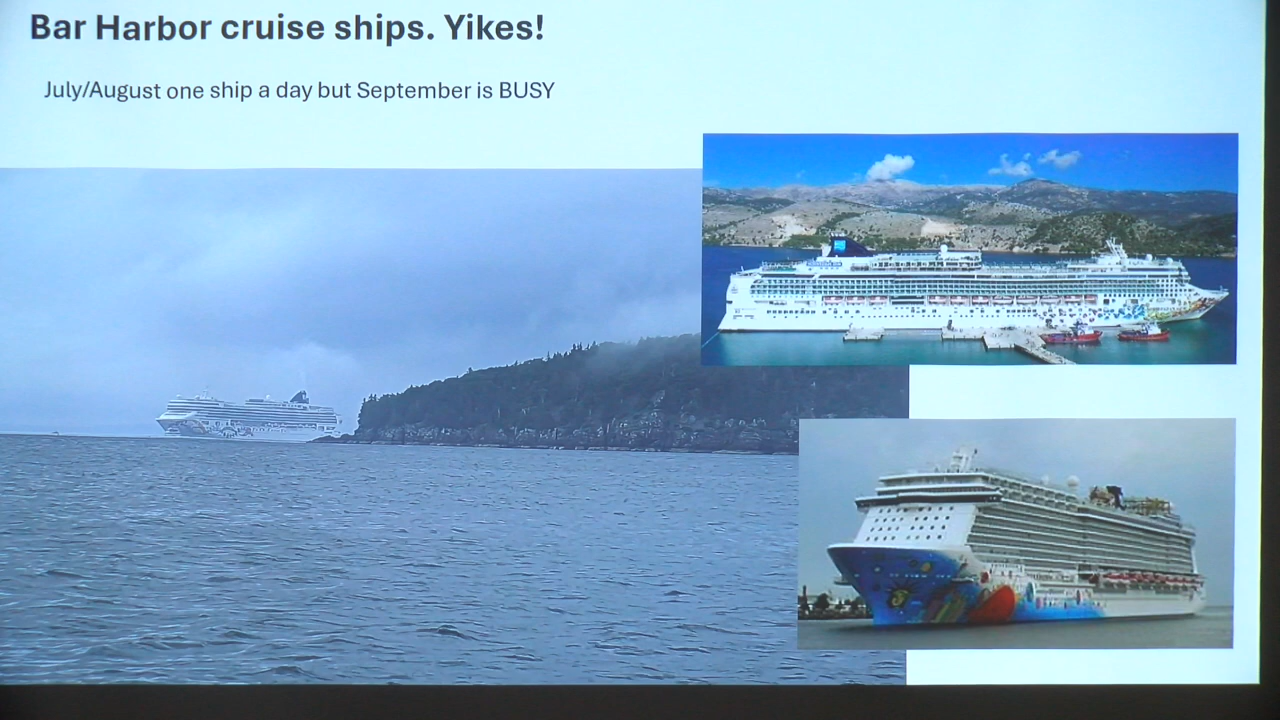 Bar Harbor cruise ships. Yikes!
July/August one ship a day but September is BUSY